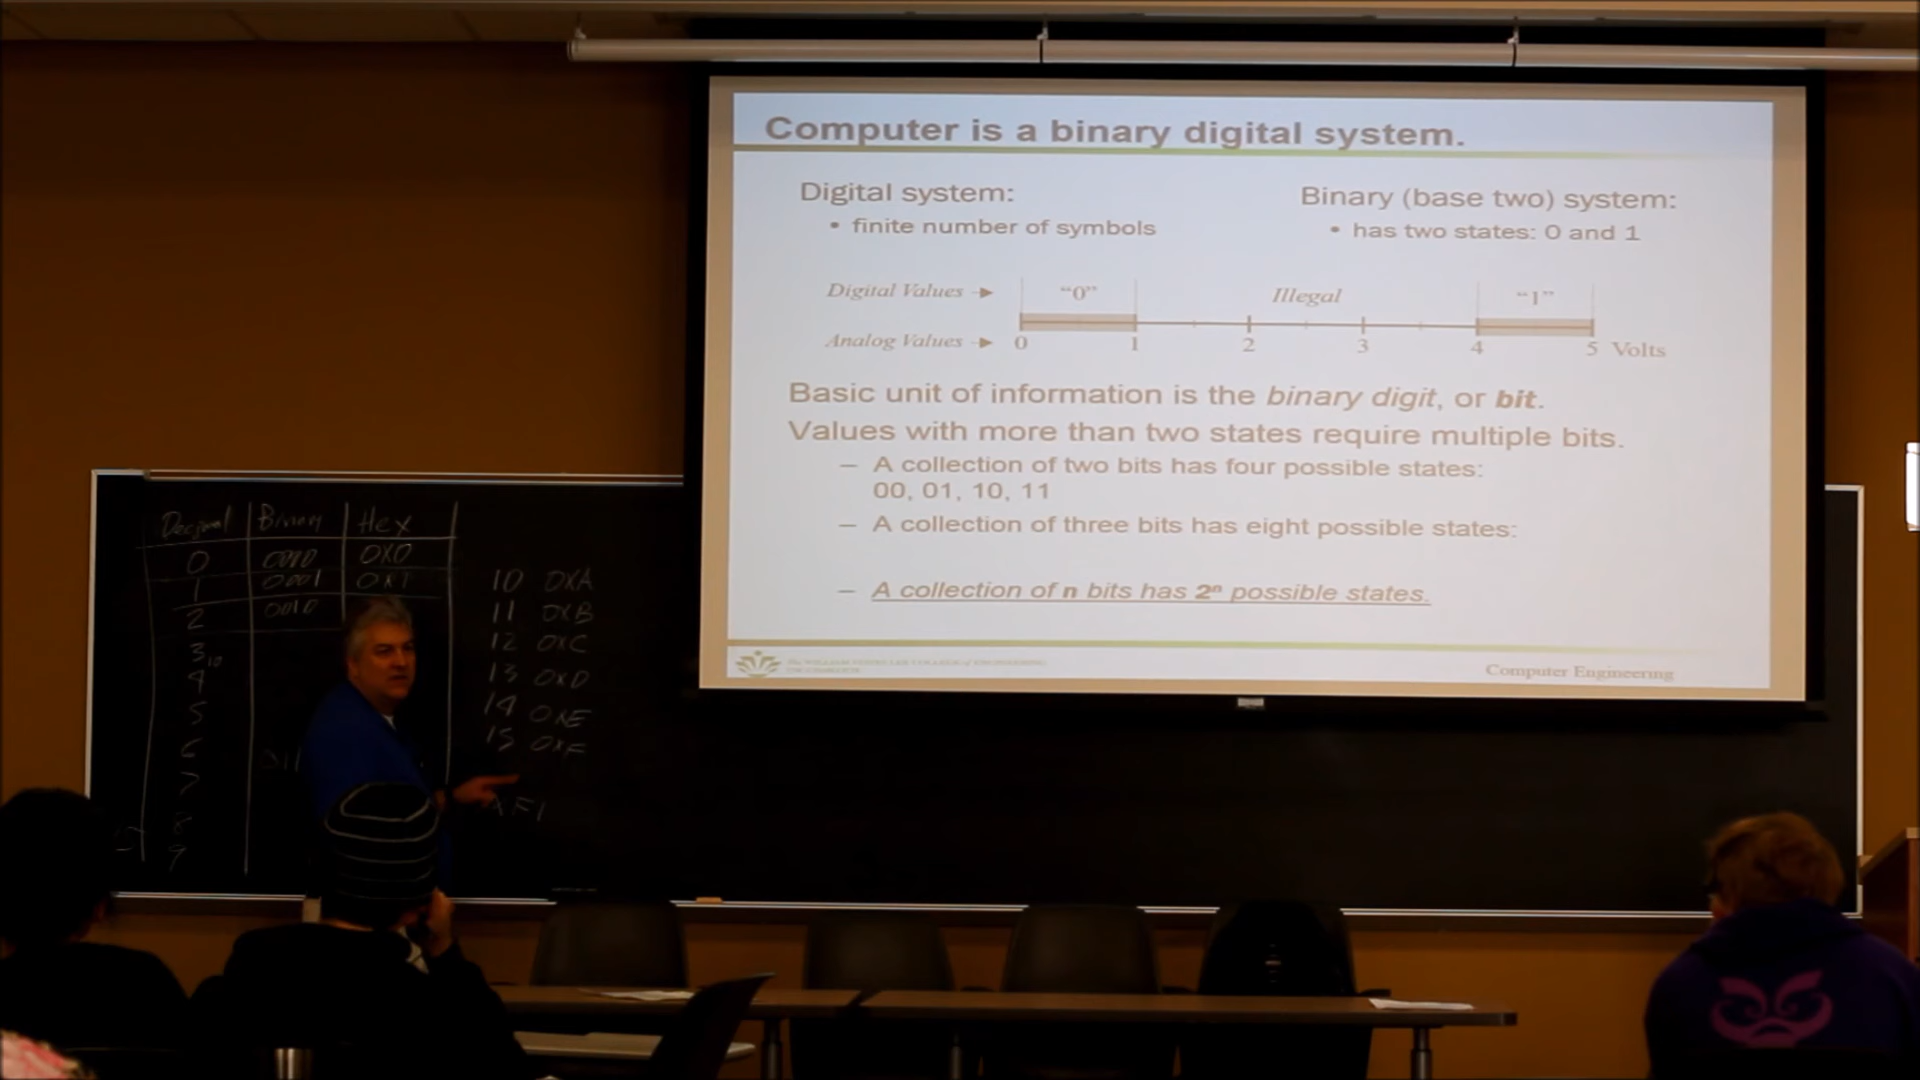 Computer is a binary digital system.
Digital system:
• finite number of symbols
Binary (base two) system:
• has two states: 0 and 1
Digital Values
"0"
Illegal
"1"
Analog Values
0 1 2 3 4 5 Volts
Basic unit of information is the binary digit, or bit.
Values with more than two states require multiple bits.
– A collection of two bits has four possible states:
00, 01, 10, 11
– A collection of three bits has eight possible states:
– A collection of n bits has 2ⁿ possible states.
Computer Engineering
Decimal Binary Hex
0 0000 0X0
1 0001 0X1
2 0010
3₁₀
4
5
6
7
8
9
10 0XA
11 0XB
12 0XC
13 0XD
14 0XE
15 0XF